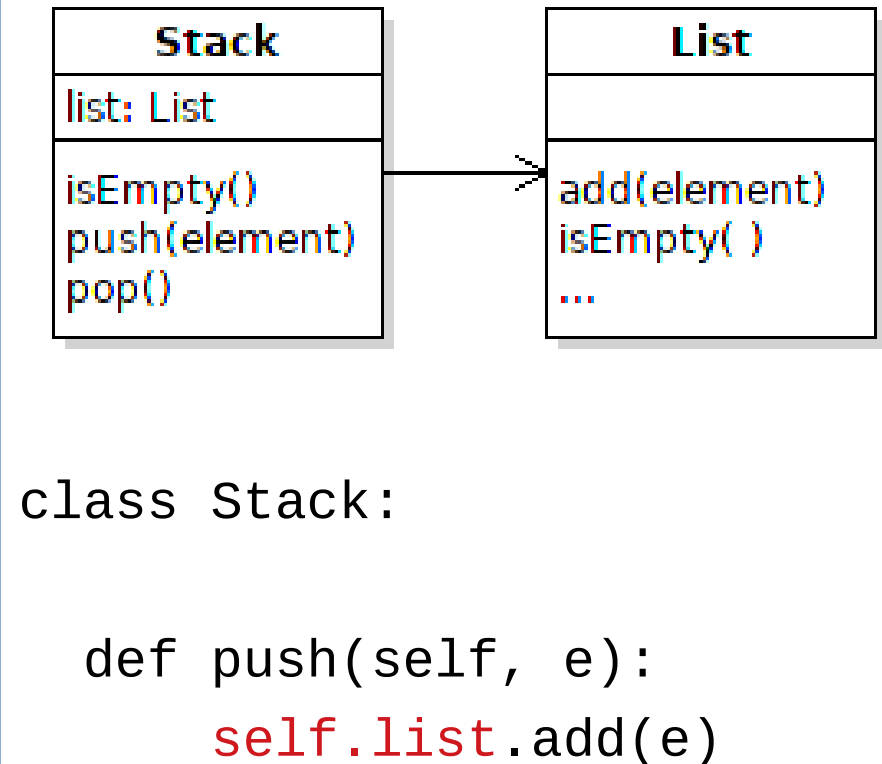 Stack
list: List
isEmpty()
push(element)
pop()
List
add(element)
isEmpty( )
...
class Stack:
def push(self, e):
self.list.add(e)